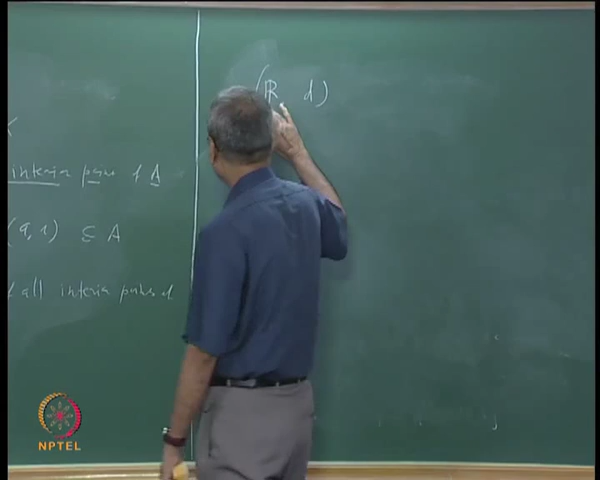 interior point of A
(a, r) ⊆ A
all interior points of
(ℝ, d)
NPTEL